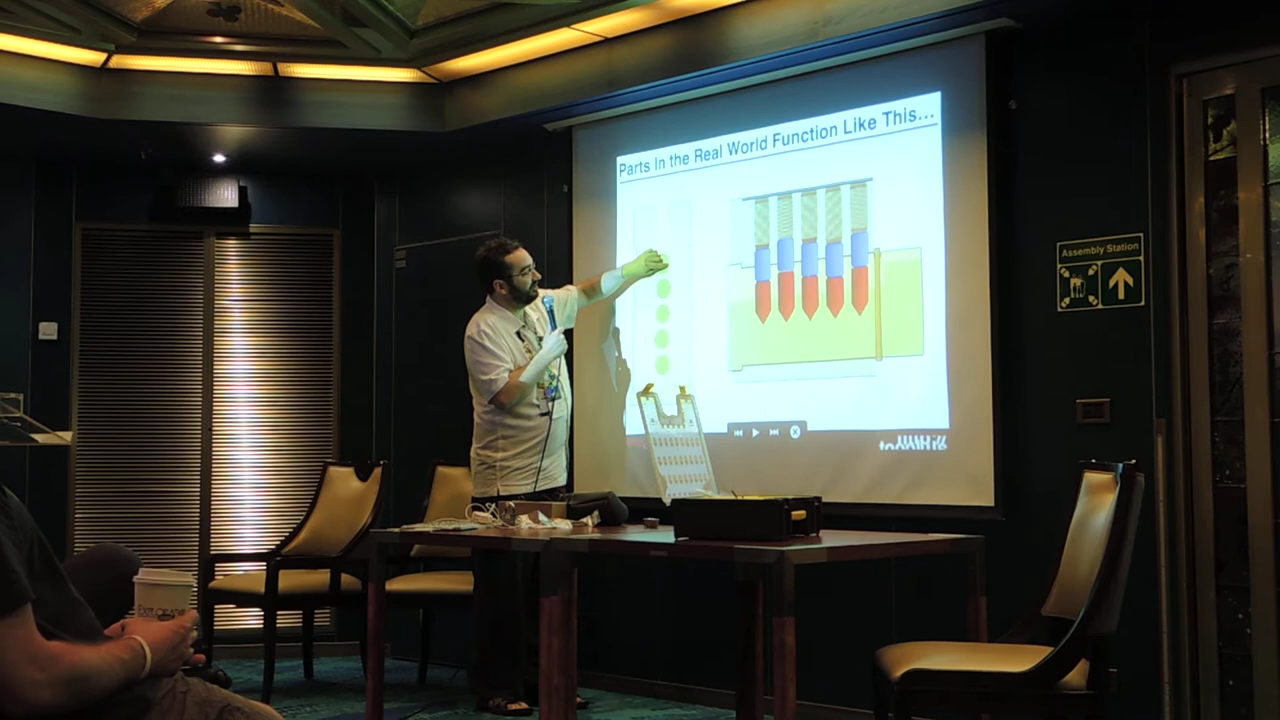 Parts In the Real World Function Like This...
Assembly Station